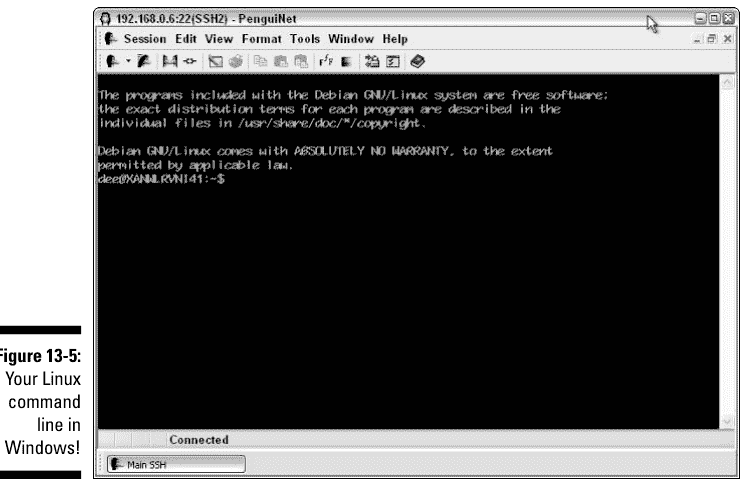 192.168.0.6:22(SSH2) - PenguiNet
Session Edit View Format Tools Window Help
The programs included with the Debian GNU/Linux system are free software;
the exact distribution terms for each program are described in the
individual files in /usr/share/doc/*/copyright.
Debian GNU/Linux comes with ABSOLUTELY NO WARRANTY, to the extent
permitted by applicable law.
dee@XANWLRVNI41:~$
Connected
Main SSH
Figure 13-5:
Your Linux
command
line in
Windows!